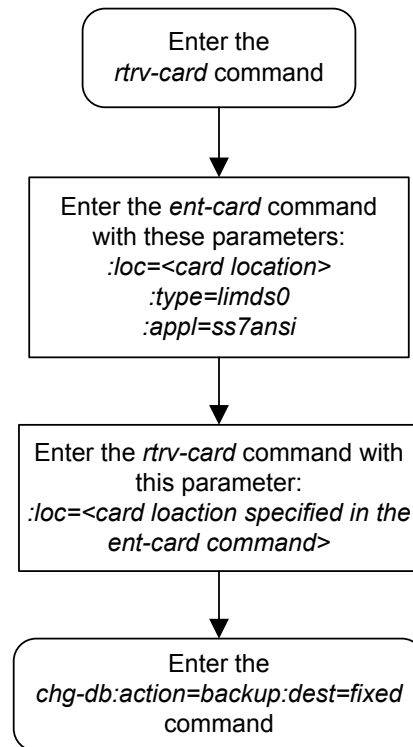 Enter the
rtrv-card command
Enter the ent-card command
with these parameters:
:loc=<card location>
:type=limds0
:appl=ss7ansi
Enter the rtrv-card command with
this parameter:
:loc=<card loaction specified in the
ent-card command>
Enter the
chg-db:action=backup:dest=fixed
command